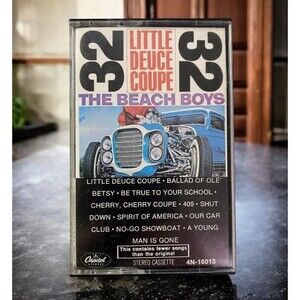 32 LITTLE 32
DEUCE
COUPE
THE BEACH BOYS
LITTLE DEUCE COUPE • BALLAD OF OLE'
BETSY • BE TRUE TO YOUR SCHOOL •
CHERRY, CHERRY COUPE • 409 • SHUT
DOWN • SPIRIT OF AMERICA • OUR CAR
CLUB • NO-GO SHOWBOAT • A YOUNG
MAN IS GONE
This contains fewer songs
than the original
Capitol
STEREO CASSETTE 4N-16013